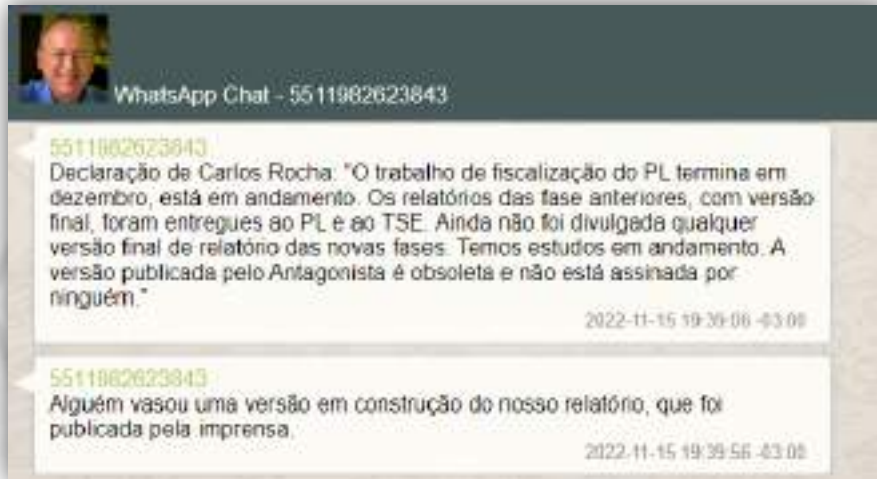 WhatsApp Chat - 5511982623843
5511982623843
Declaração de Carlos Rocha: "O trabalho de fiscalização do PL termina em
dezembro, está em andamento. Os relatórios das fase anteriores, com versão
final, foram entregues ao PL e ao TSE. Ainda não foi divulgada qualquer
versão final de relatório das novas fases. Temos estudos em andamento. A
versão publicada pelo Antagonista é obsoleta e não está assinada por
ninguém."
2022-11-15 19:39:06 -03:00
5511982623843
Alguém vasou uma versão em construção do nosso relatório, que foi
publicada pela imprensa.
2022-11-15 19:39:56 -03:00